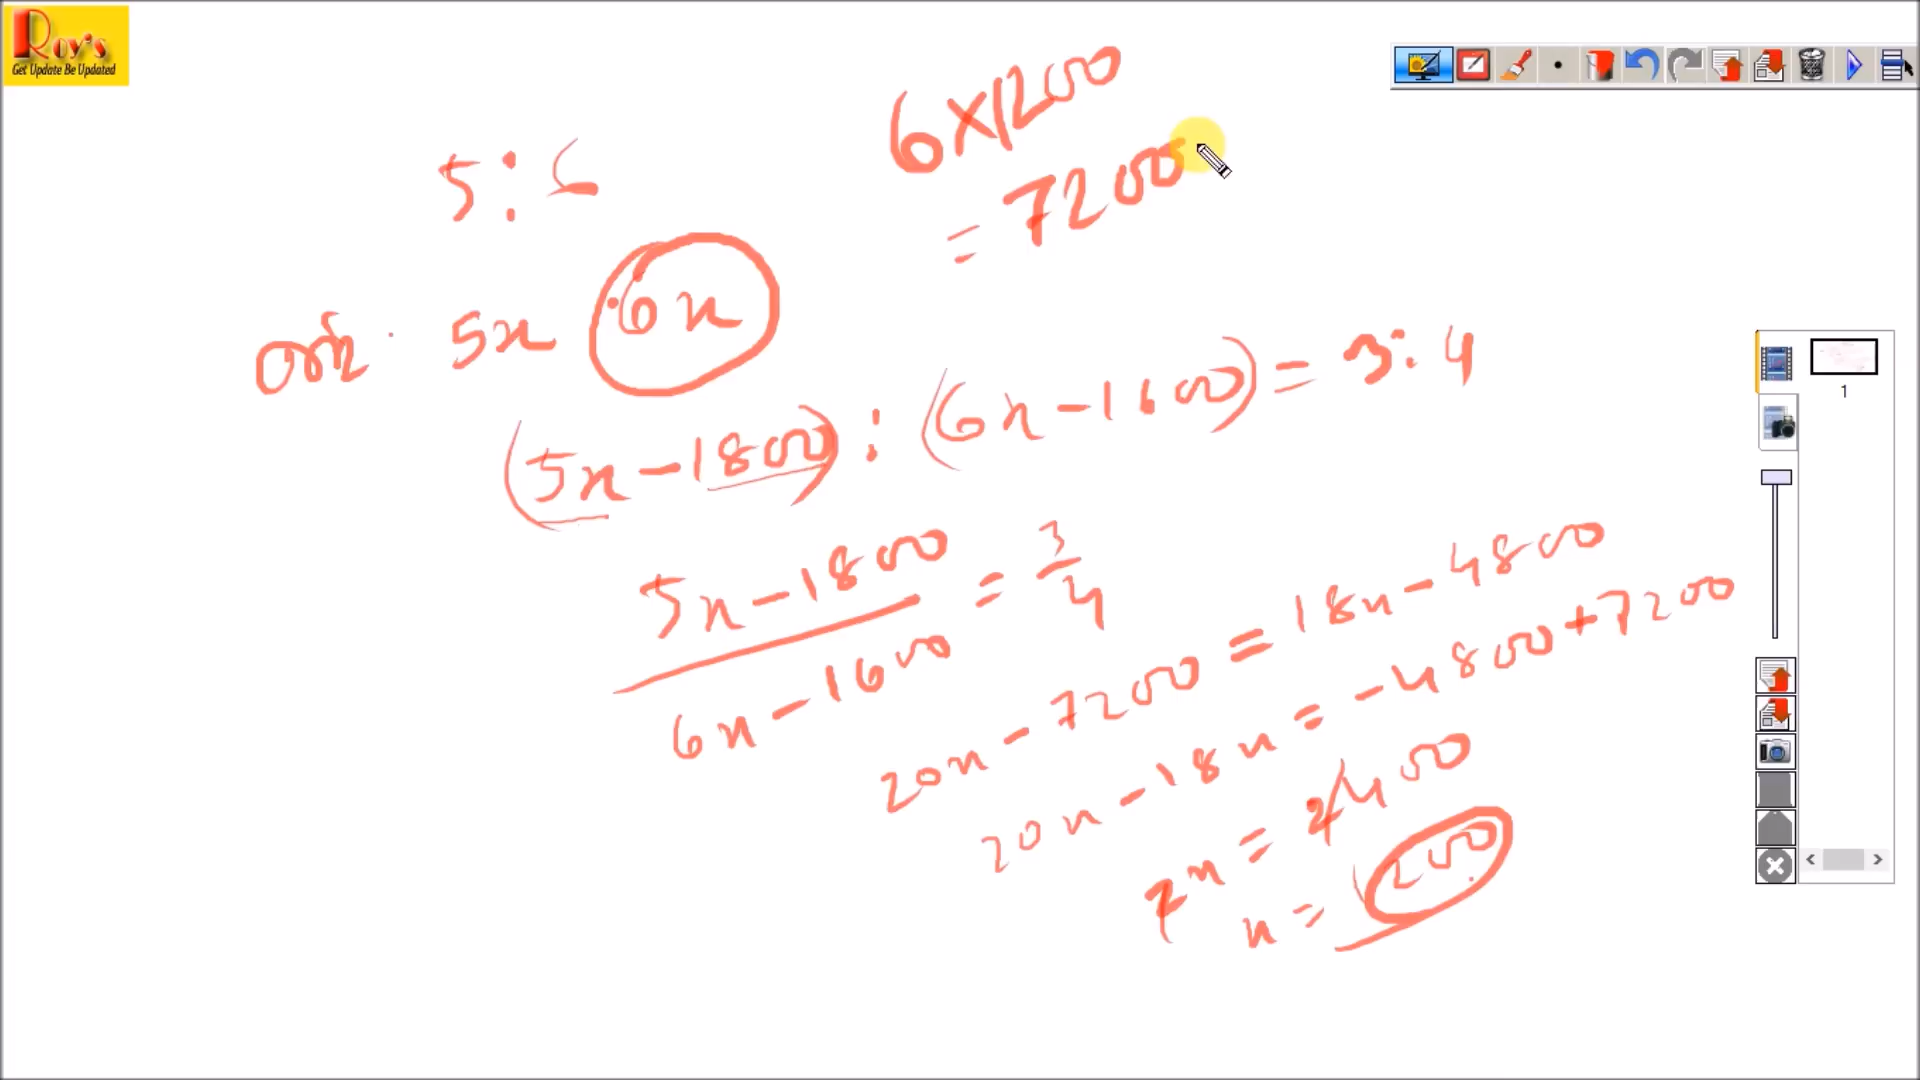 Roy's
Get Update Be Updated
6×1200
= 7200
5:6
5x 6x
(5x-1800):(6x-1600)=3:4
5x-1800 = 3
6x-1600 4
20x-7200=18x-4800
20x-18x=-4800+7200
2x=2400
x=1200
1